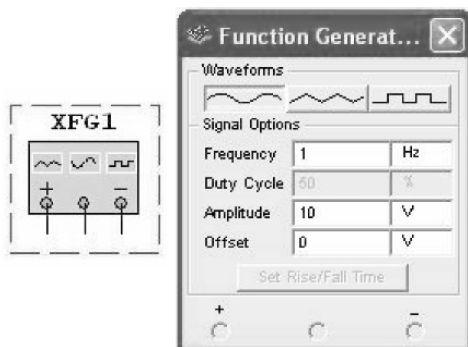 XFG1
+ −
Function Generat...
Waveforms
Signal Options
Frequency 1 Hz
Duty Cycle 50 %
Amplitude 10 V
Offset 0 V
Set Rise/Fall Time
+ −